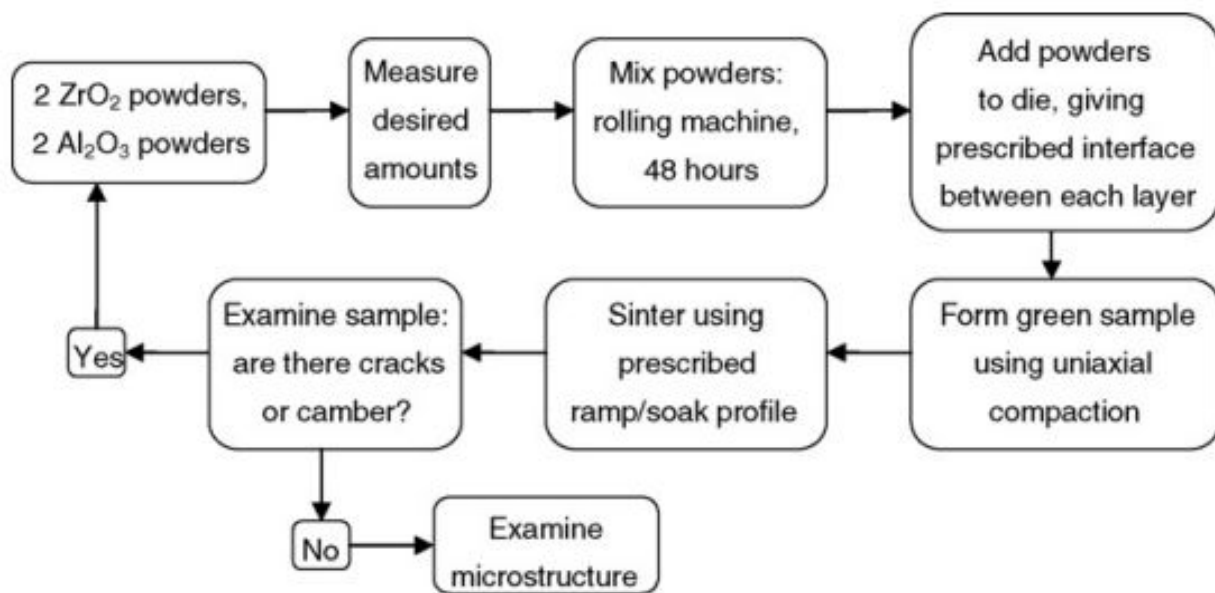 2 ZrO₂ powders,
2 Al₂O₃ powders
Measure
desired
amounts
Mix powders:
rolling machine,
48 hours
Add powders
to die, giving
prescribed interface
between each layer
Form green sample
using uniaxial
compaction
Sinter using
prescribed
ramp/soak profile
Examine sample:
are there cracks
or camber?
Yes
No
Examine
microstructure